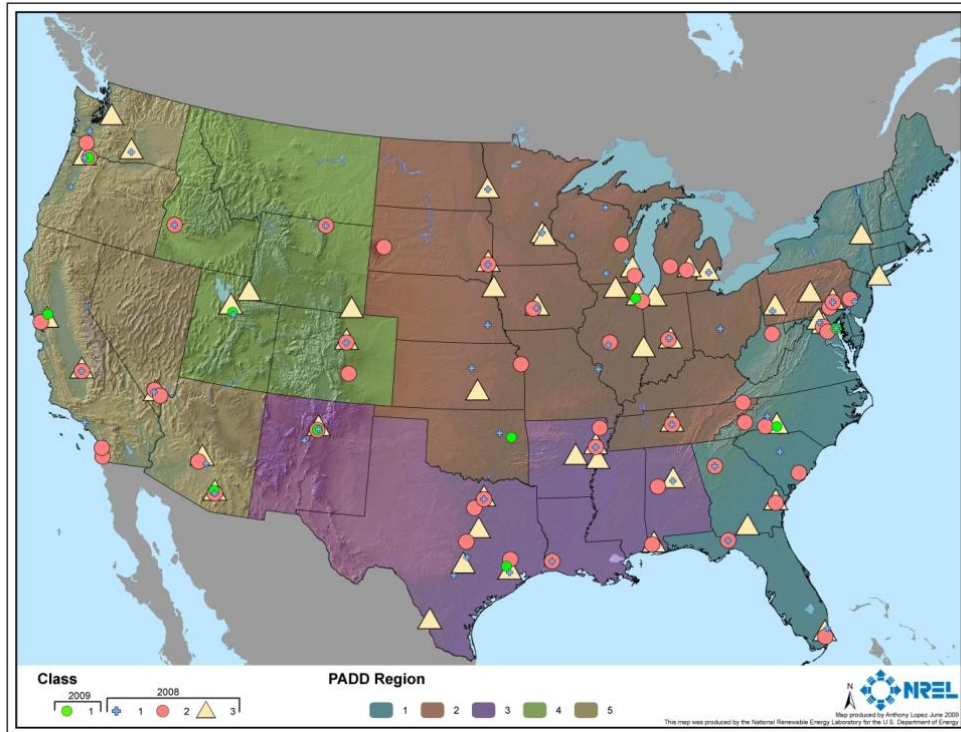 Class
2009
2008
1
1
2
3
PADD Region
1
2
3
4
5
N
NREL
Map produced by Anthony Lopez June 2009
This map was produced by the National Renewable Energy Laboratory for the U.S. Department of Energy